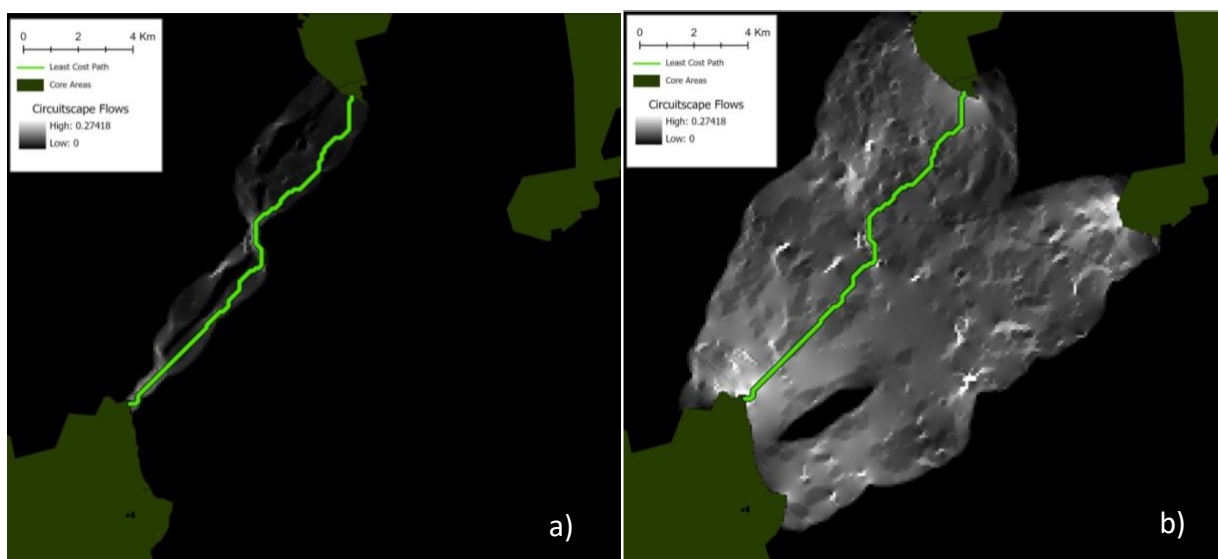 0 2 4 Km
Least Cost Path
Core Areas
Circuitscape Flows
High: 0.27418
Low: 0
a)
0 2 4 Km
Least Cost Path
Core Areas
Circuitscape Flows
High: 0.27418
Low: 0
b)